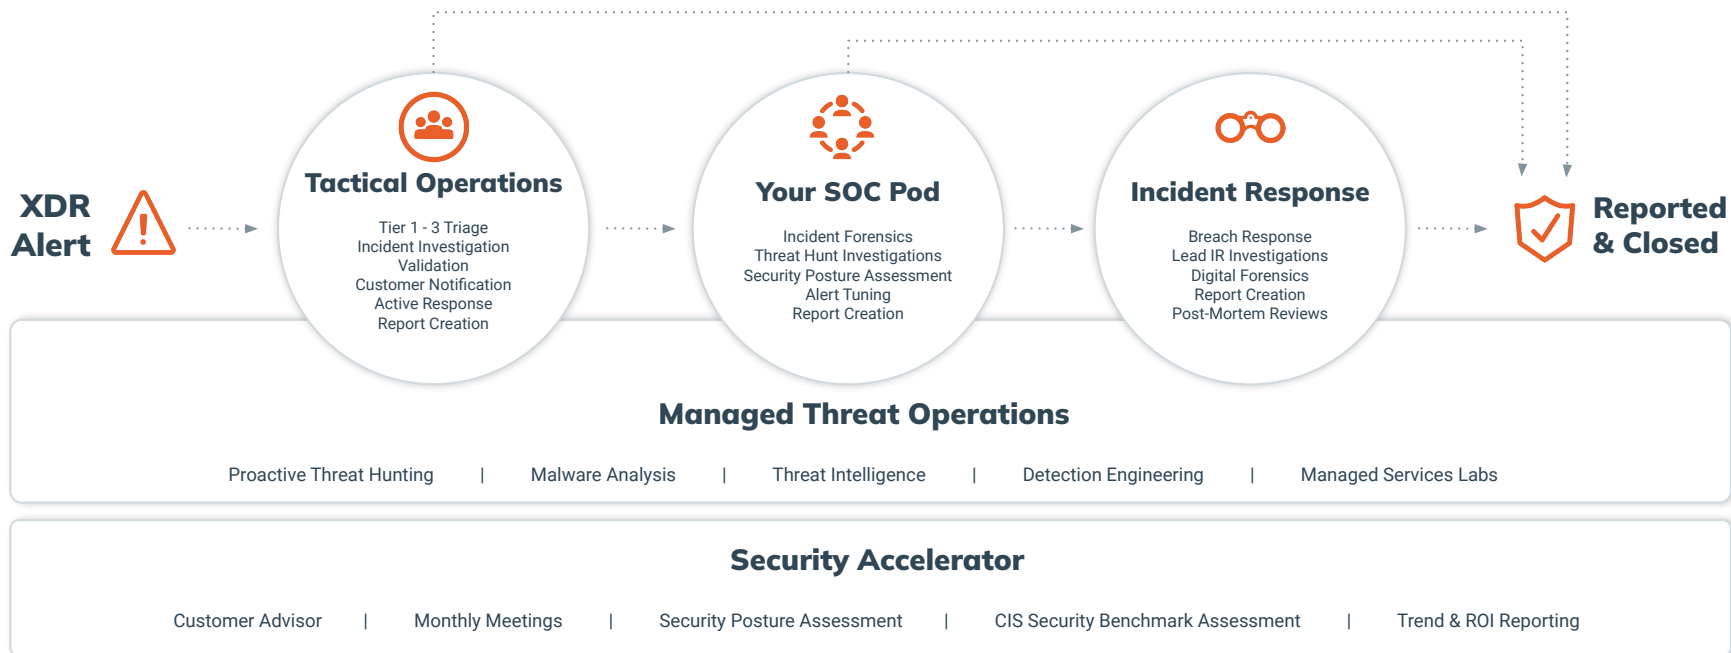 XDR
Alert
Tactical Operations
Tier 1 - 3 Triage
Incident Investigation
Validation
Customer Notification
Active Response
Report Creation
Your SOC Pod
Incident Forensics
Threat Hunt Investigations
Security Posture Assessment
Alert Tuning
Report Creation
Incident Response
Breach Response
Lead IR Investigations
Digital Forensics
Report Creation
Post-Mortem Reviews
Reported
& Closed
Managed Threat Operations
Proactive Threat Hunting | Malware Analysis | Threat Intelligence | Detection Engineering | Managed Services Labs
Security Accelerator
Customer Advisor | Monthly Meetings | Security Posture Assessment | CIS Security Benchmark Assessment | Trend & ROI Reporting